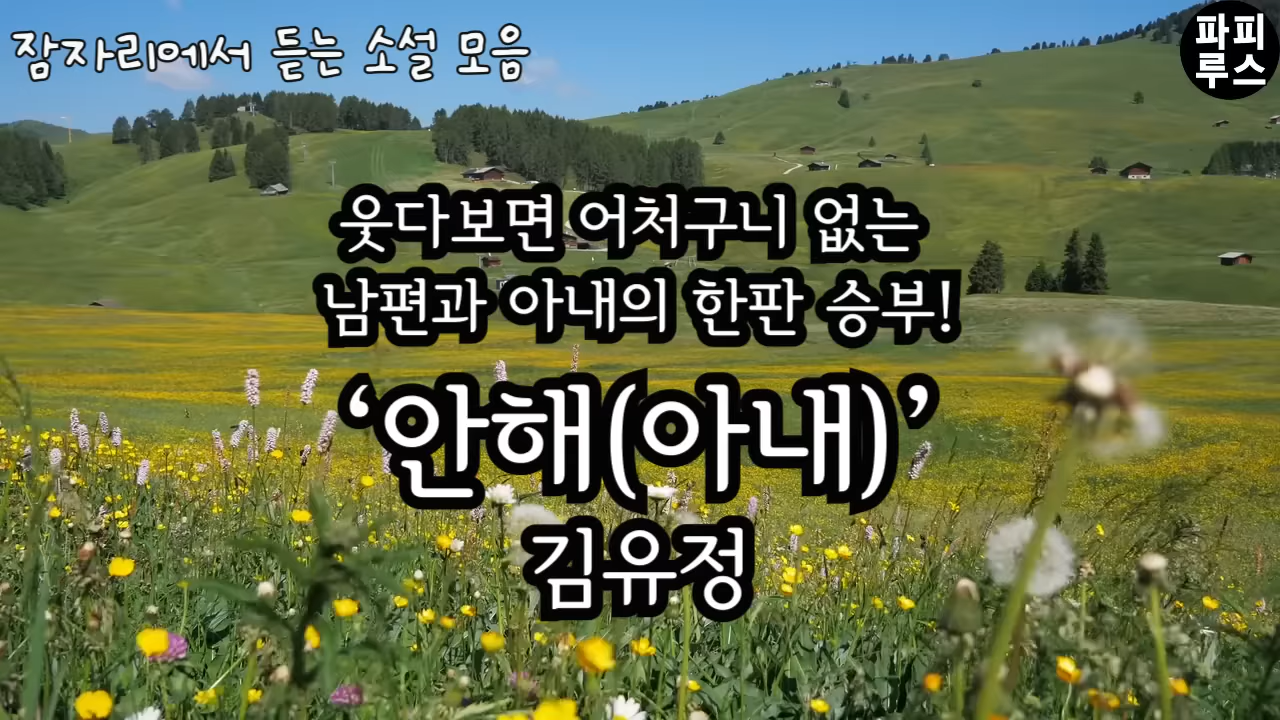 잠자리에서 듣는 소설 모음
파피
루스
웃다보면 어처구니 없는
남편과 아내의 한판 승부!
‘안해(아내)’
김유정